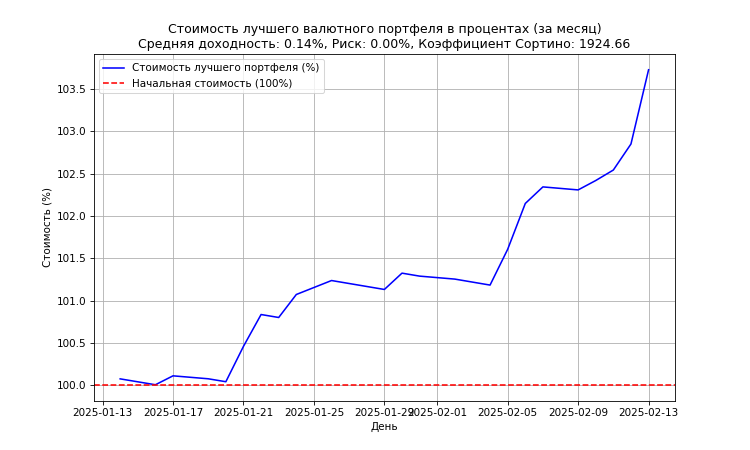 Стоимость лучшего валютного портфеля в процентах (за месяц)
Средняя доходность: 0.14%, Риск: 0.00%, Коэффициент Сортино: 1924.66
Стоимость лучшего портфеля (%)
Начальная стоимость (100%)
103.5
103.0
102.5
102.0
101.5
101.0
100.5
100.0
Стоимость (%)
2025-01-13 2025-01-17 2025-01-21 2025-01-25 2025-01-29 2025-02-01 2025-02-05 2025-02-09 2025-02-13
День